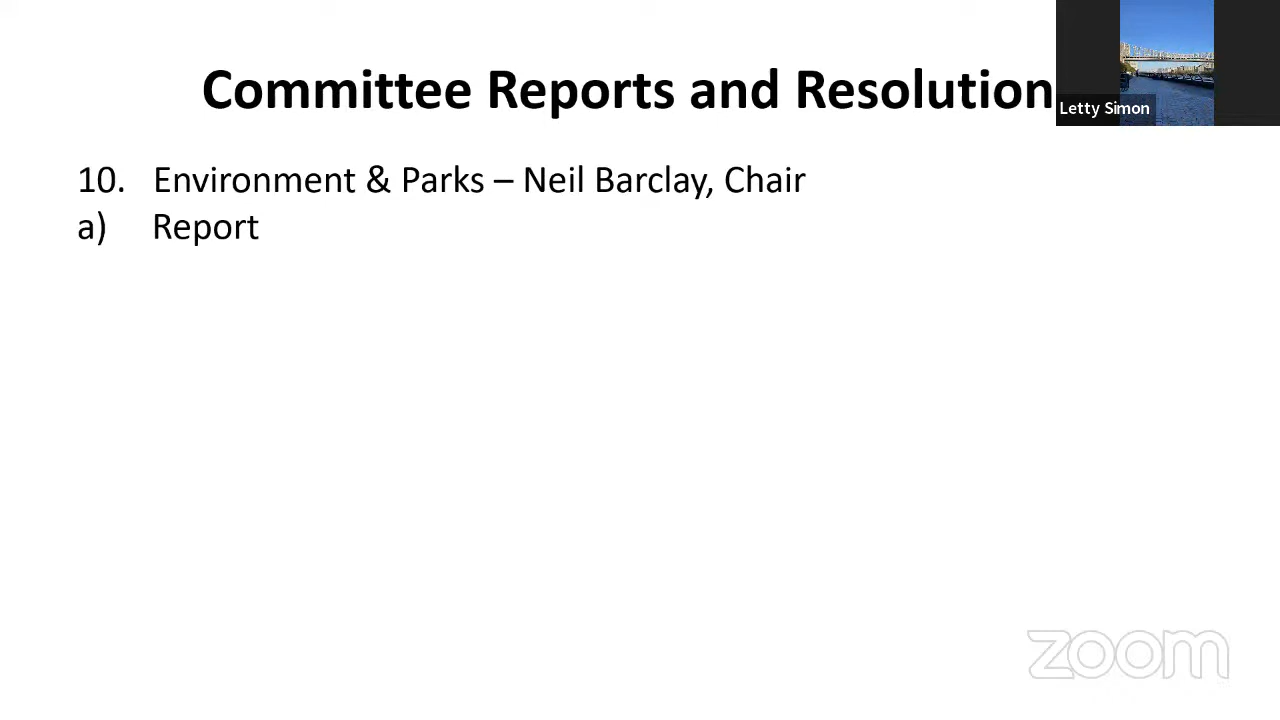 Committee Reports and Resolution
Letty Simon
10. Environment & Parks – Neil Barclay, Chair
a) Report
zoom